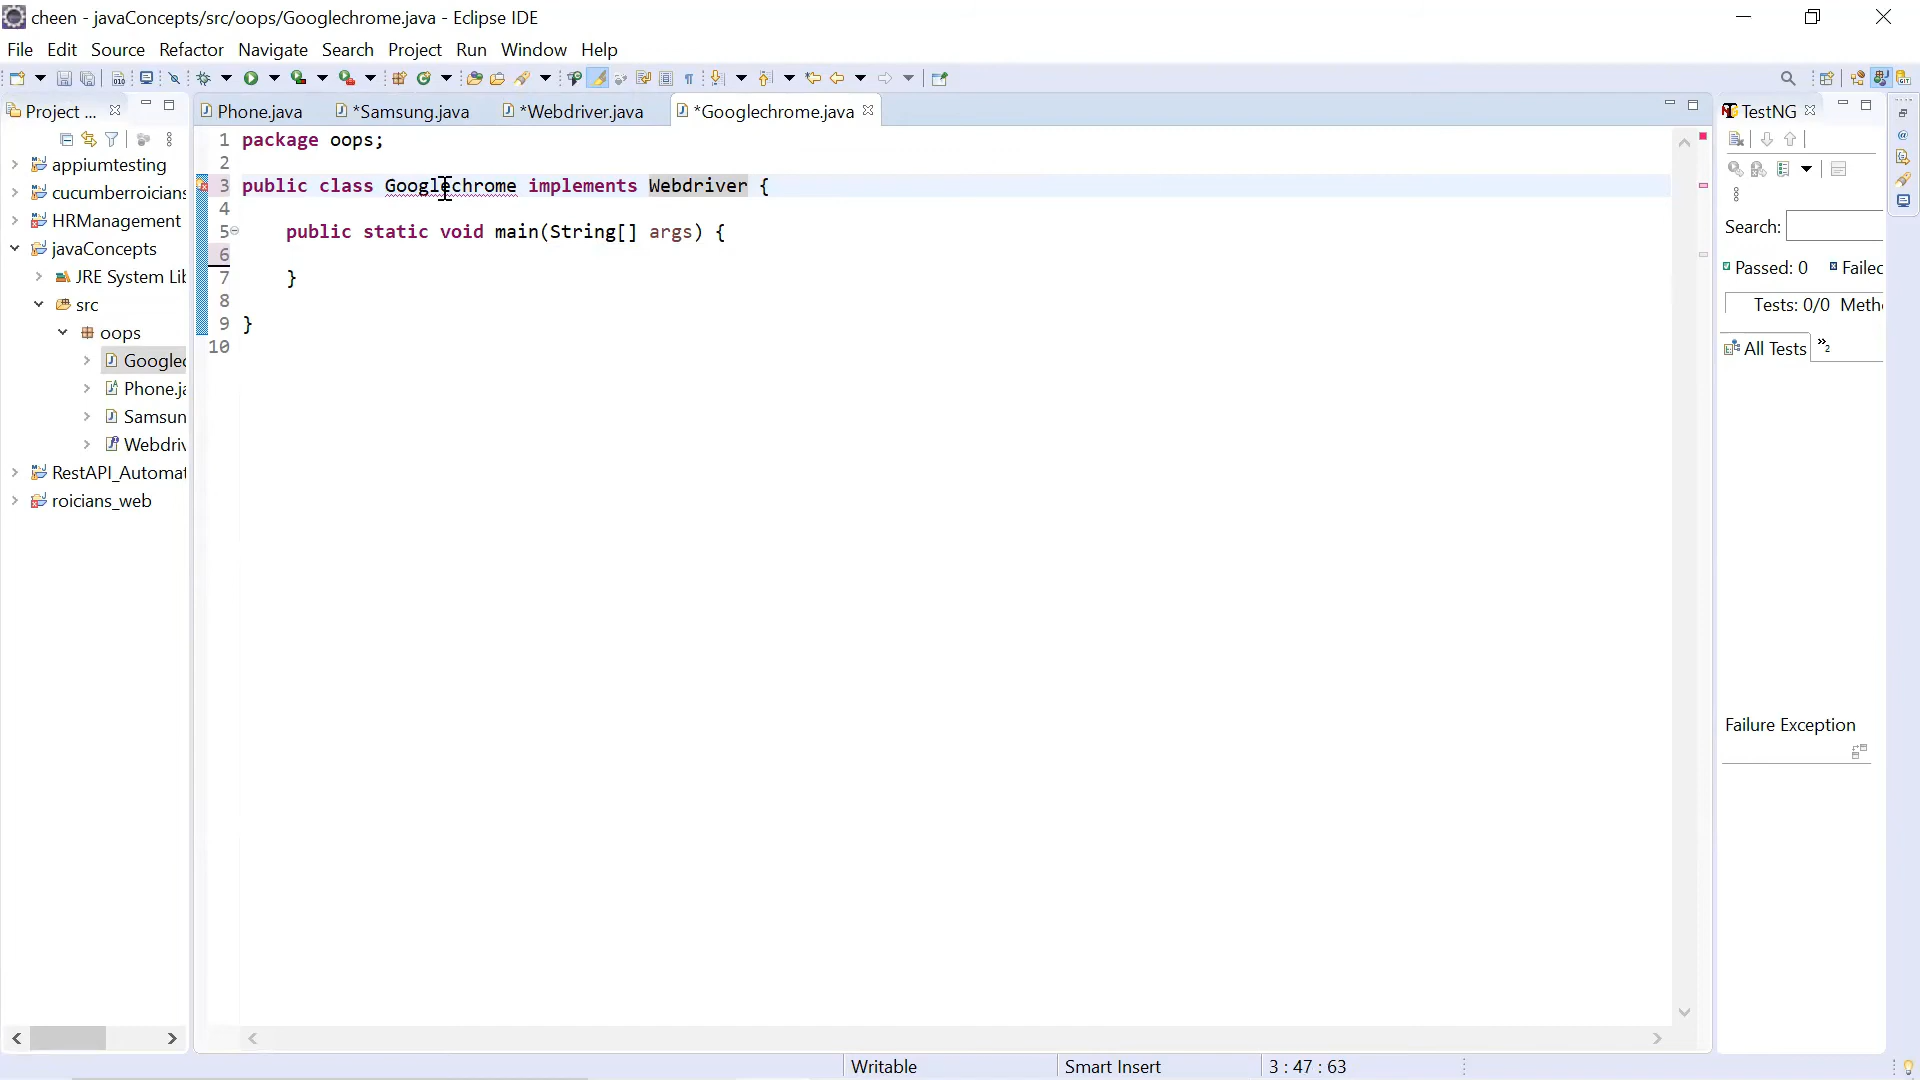 cheen - javaConcepts/src/oops/Googlechrome.java - Eclipse IDE
File Edit Source Refactor Navigate Search Project Run Window Help
Project ...
Phone.java *Samsung.java *Webdriver.java *Googlechrome.java
TestNG
appiumtesting
cucumberroicians
HRManagement
javaConcepts
JRE System Lib
src
oops
Googlec
Phone.ja
Samsun
Webdriv
RestAPI_Automat
roicians_web
1 package oops;
2
3 public class Googlechrome implements Webdriver {
4
5 public static void main(String[] args) {
6
7 }
8
9 }
10
Search:
Passed: 0 Failed
Tests: 0/0 Metho
All Tests »2
Failure Exception
Writable Smart Insert 3 : 47 : 63